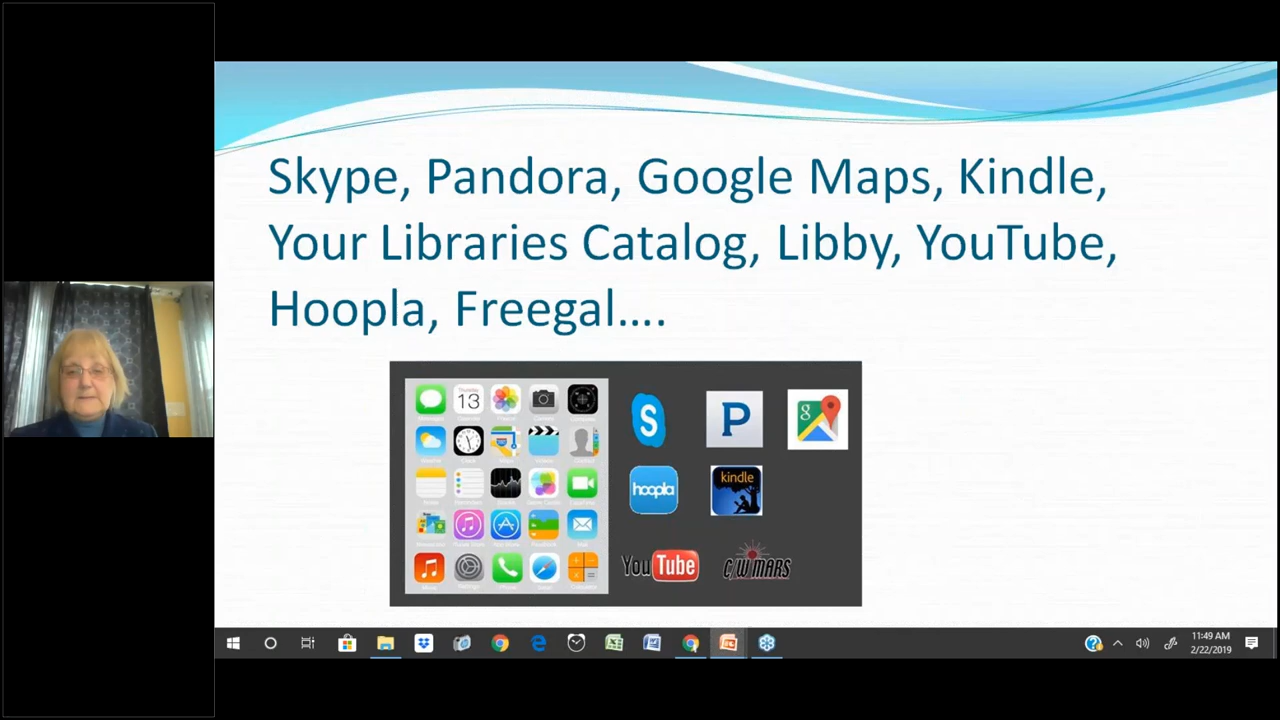 Skype, Pandora, Google Maps, Kindle,
Your Libraries Catalog, Libby, YouTube,
Hoopla, Freegal....
13
S
P
g
hoopla
kindle
YouTube
C/W MARS
11:49 AM
2/22/2019